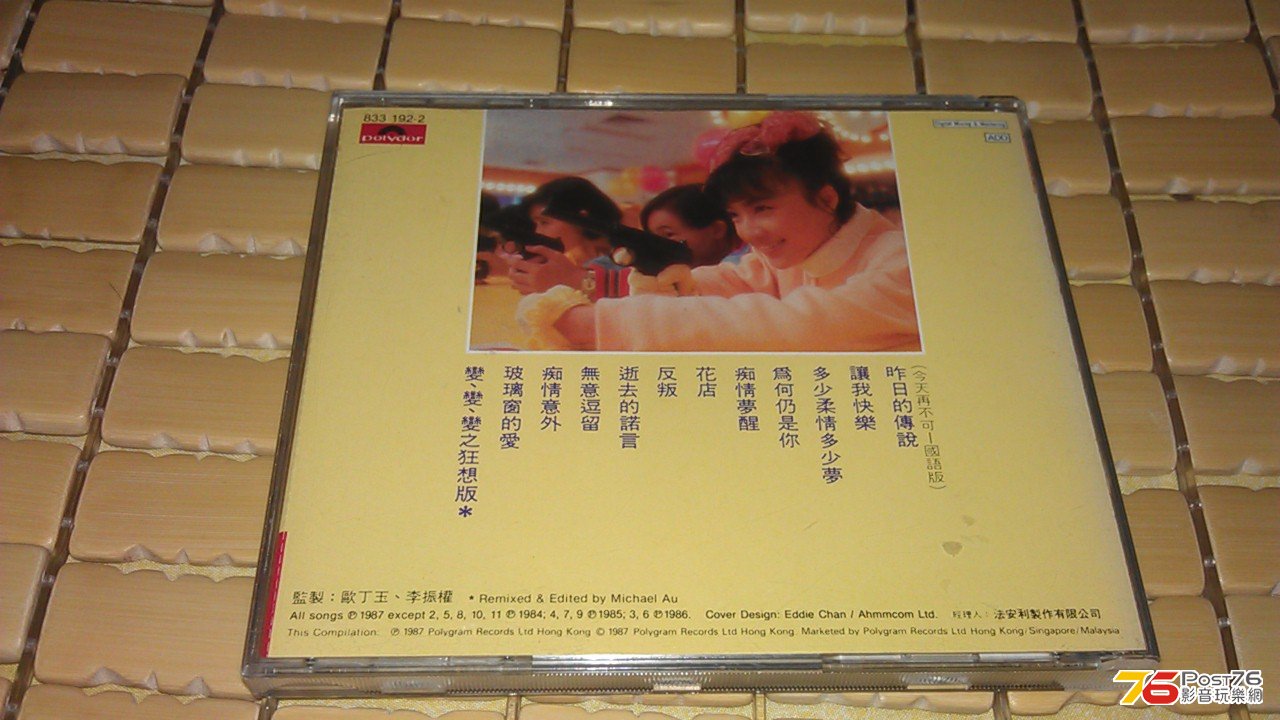 833 192-2
polydor
Digital Mixing & Mastering
ADD
昨日的傳說
(今天再不可—國語版)
讓我快樂
多少柔情多少夢
爲何仍是你
痴情夢醒
花店
反叛
逝去的諾言
無意逗留
痴情意外
玻璃窗的愛
變、變、變之狂想版*
監製：歐丁玉、李振權 * Remixed & Edited by Michael Au
All songs ℗1987 except 2, 5, 8, 10, 11 ℗1984; 4, 7, 9 ℗1985; 3, 6 ℗1986. Cover Design: Eddie Chan / Ahmmcom Ltd. 經理人：法安利製作有限公司
This Compilation: ℗ 1987 Polygram Records Ltd Hong Kong © 1987 Polygram Records Ltd Hong Kong. Marketed by Polygram Records Ltd Hong Kong/Singapore/Malaysia
76 Post76
影音玩樂網